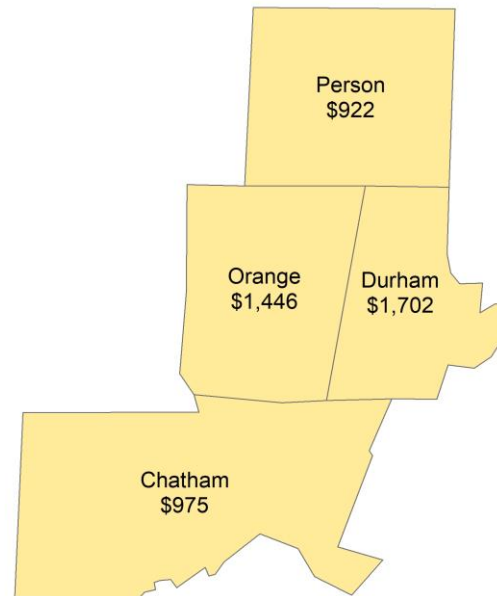 Person
$922
Orange
$1,446
Durham
$1,702
Chatham
$975